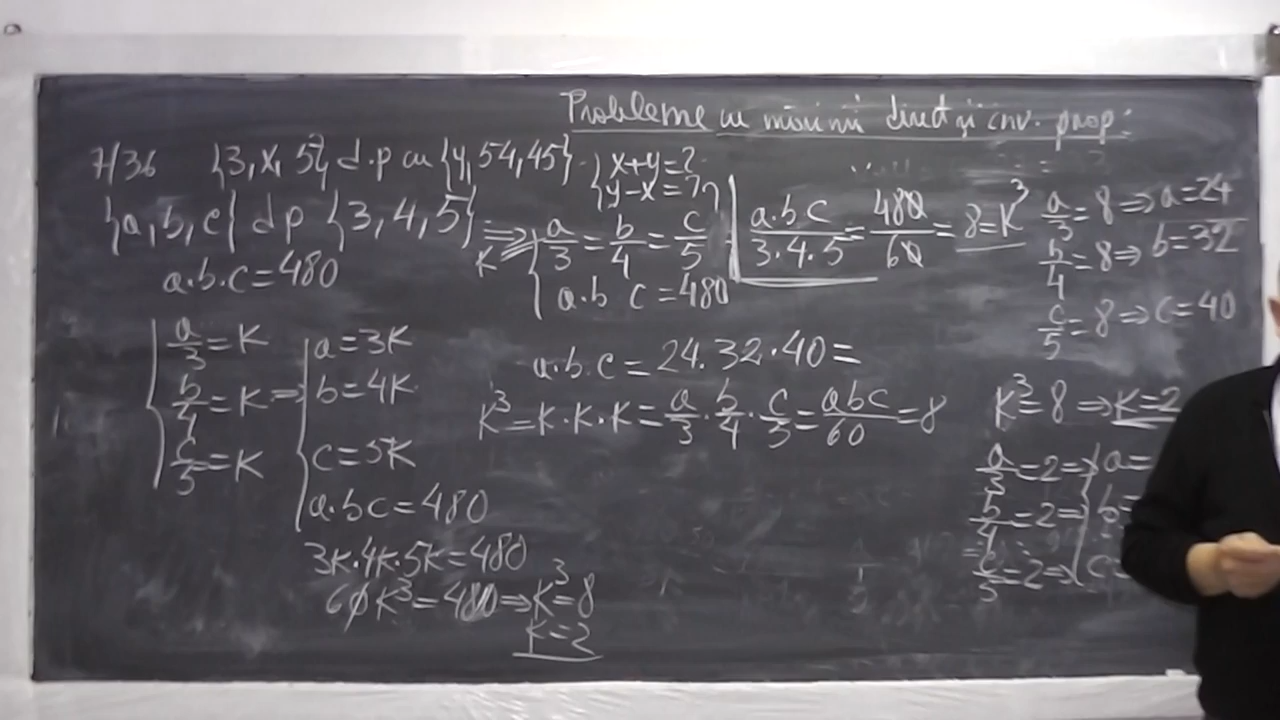 Probleme cu mărimi direct și inv. prop:
7/36 {3, x, 5} d.p cu {y, 54, 45} { x+y=?
{ y-x=?
{a, b, c} dp {3, 4, 5} ⇒ { a/3 = b/4 = c/5
K
a·b·c=480
a·b c=480
a·b·c/3·4·5 = 480/60 = 8=K³
a/3=8⇒a=24
b/4=8⇒b=32
c/5=8⇒c=40
{ a/3=K
b/4=K ⇒
c/5=K
{ a=3K
b=4K
c=5K
a·b·c=480
3K·4K·5K=480
60K³=480⇒K³=8
K=2
a·b·c=24.32·40=
K³=K·K·K=a/3·b/4·c/5=abc/60=8
K³=8⇒K=2
a/3=2⇒ { a=
b/4=2⇒ b=
c/5=2⇒ c=